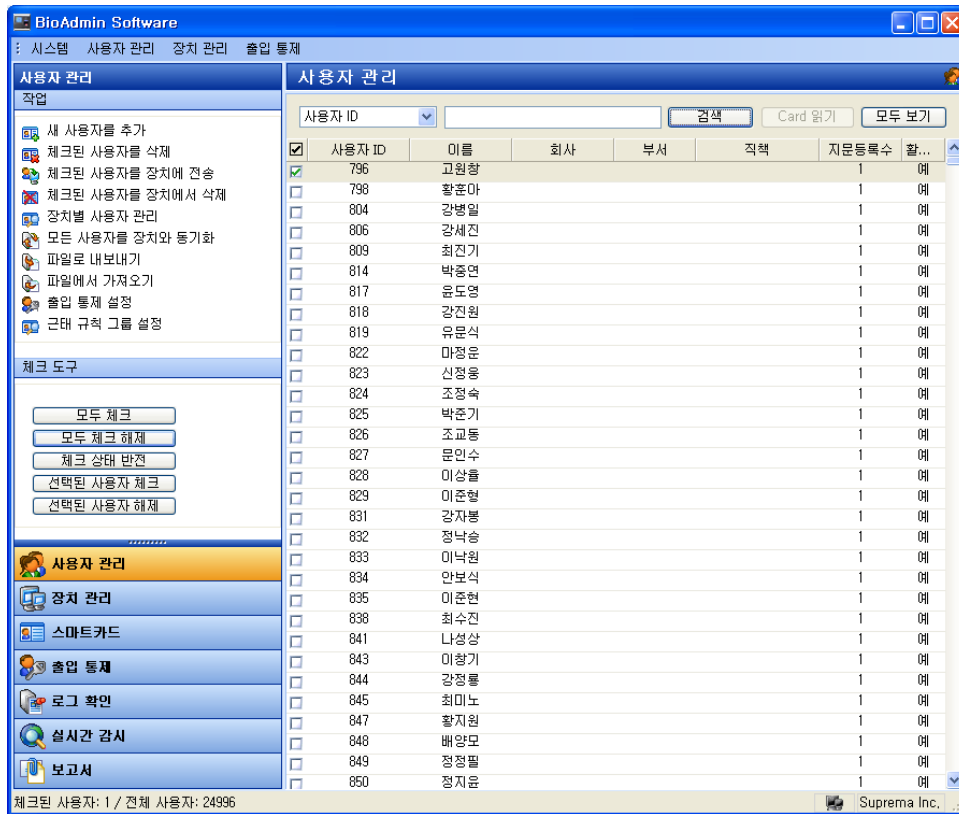 BioAdmin Software
시스템 사용자 관리 장치 관리 출입 통제
사용자 관리
작업
새 사용자를 추가
체크된 사용자를 삭제
체크된 사용자를 장치에 전송
체크된 사용자를 장치에서 삭제
장치별 사용자 관리
모든 사용자를 장치와 동기화
파일로 내보내기
파일에서 가져오기
출입 통제 설정
근태 규칙 그룹 설정
체크 도구
모두 체크
모두 체크 해제
체크 상태 반전
선택된 사용자 체크
선택된 사용자 해제
사용자 관리
장치 관리
스마트카드
출입 통제
로그 확인
실시간 감시
보고서
사용자 관리
사용자 ID 검색 Card 읽기 모두 보기
사용자 ID 이름 회사 부서 직책 지문등록수 활...
796 고원창 1 예
798 황훈아 1 예
804 강병일 1 예
806 강세진 1 예
809 최진기 1 예
814 박중연 1 예
817 윤도영 1 예
818 강진원 1 예
819 유문식 1 예
822 마정운 1 예
823 신정웅 1 예
824 조정숙 1 예
825 박준기 1 예
826 조교동 1 예
827 문인수 1 예
828 이상율 1 예
829 이준형 1 예
831 강자봉 1 예
832 정낙승 1 예
833 이낙원 1 예
834 안보식 1 예
835 이준현 1 예
838 최수진 1 예
841 나성상 1 예
843 이창기 1 예
844 강정룡 1 예
845 최미노 1 예
847 황지원 1 예
848 배양모 1 예
849 정정필 1 예
850 정지윤 1 예
체크된 사용자: 1 / 전체 사용자: 24996 Suprema Inc,